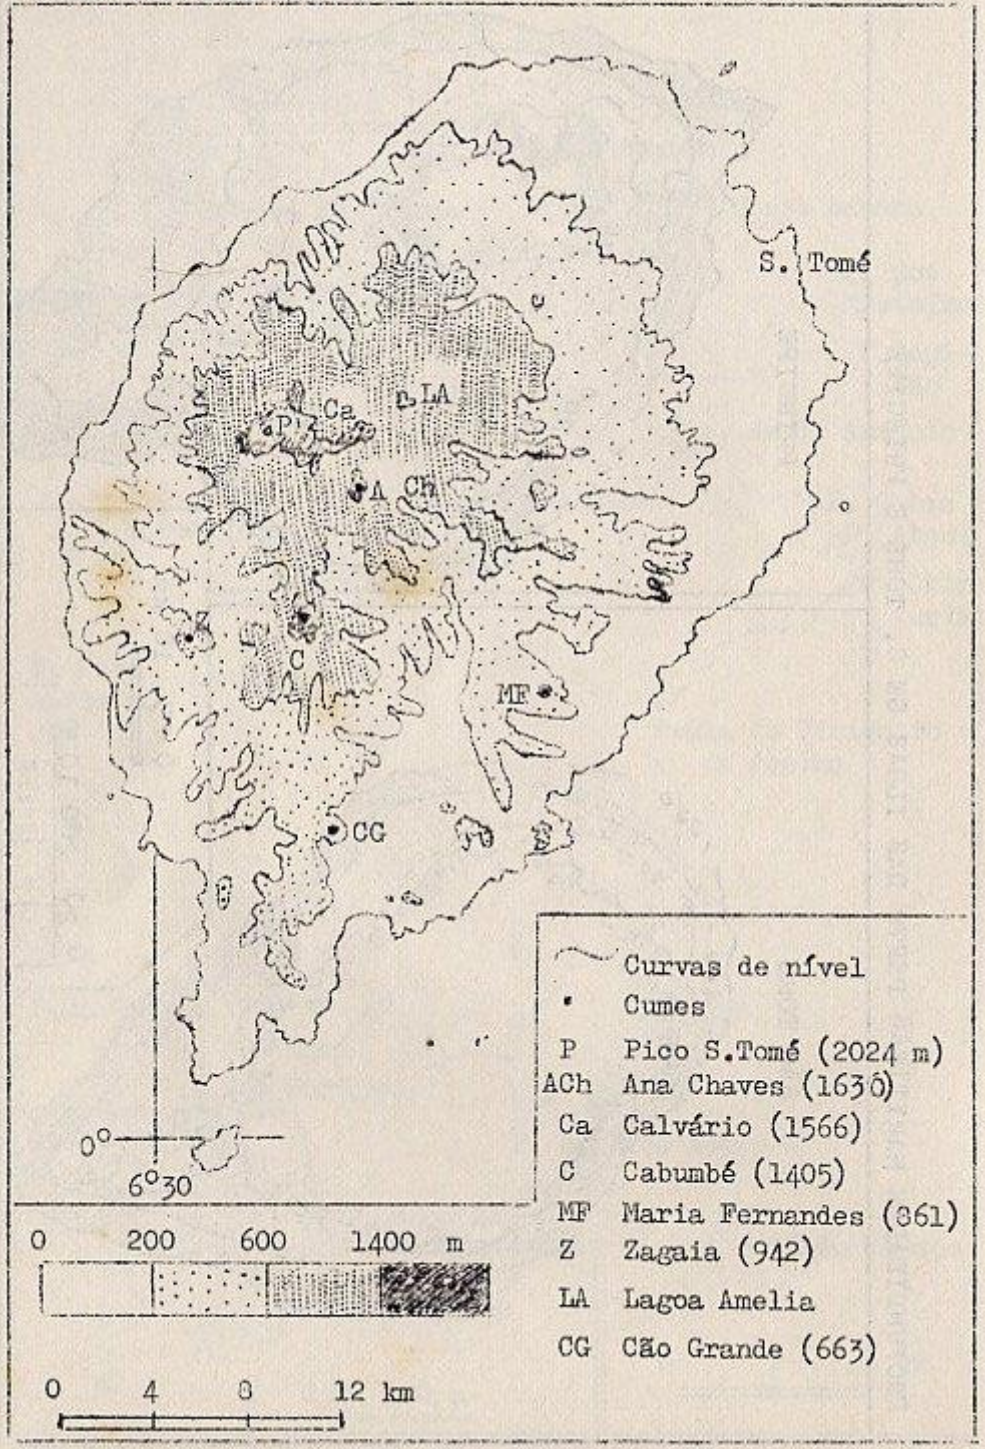 S. Tomé
LA
Ca
P
A Ch
Z
C
MF
CG
Curvas de nível
Cumes
P Pico S.Tomé (2024 m)
ACh Ana Chaves (1630)
Ca Calvário (1566)
C Cabumbé (1405)
MF Maria Fernandes (861)
Z Zagaia (942)
LA Lagoa Amelia
CG Cão Grande (663)
0°
6°30
0 200 600 1400 m
0 4 8 12 km